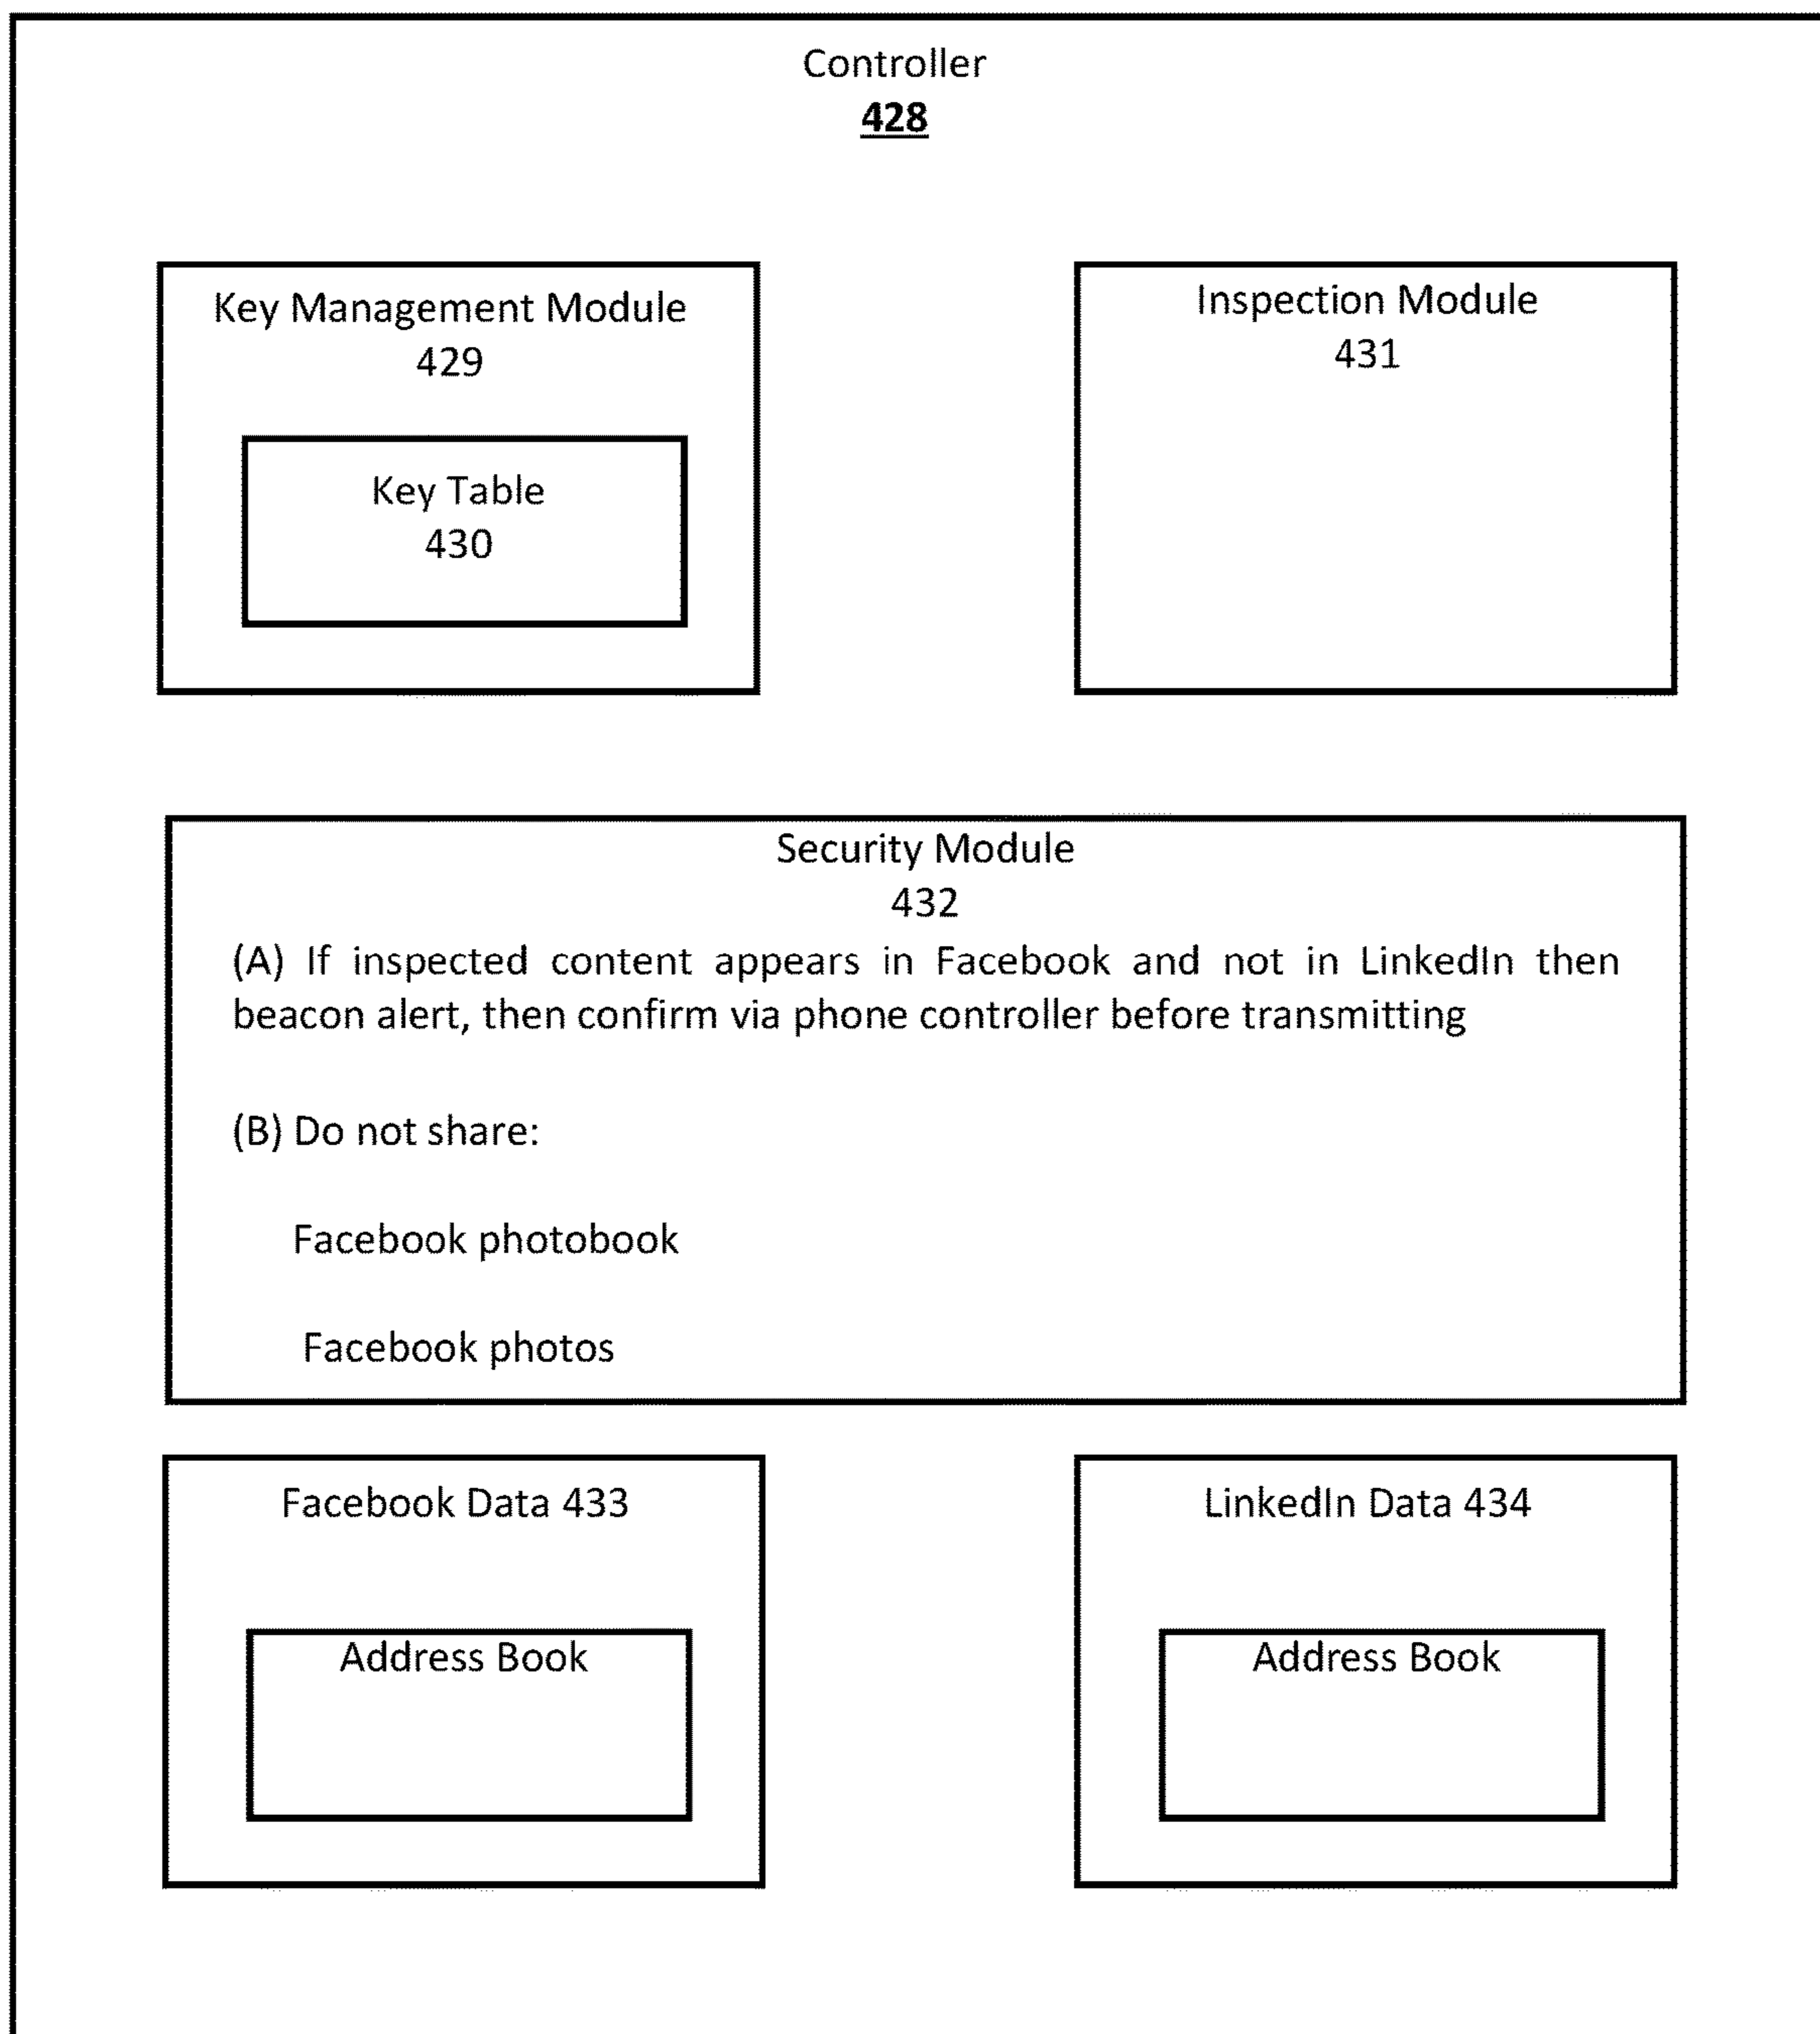 Controller
428
Key Management Module
429
Key Table
430
Inspection Module
431
Security Module
432
(A) If inspected content appears in Facebook and not in LinkedIn then
beacon alert, then confirm via phone controller before transmitting
(B) Do not share:
Facebook photobook
Facebook photos
Facebook Data 433
Address Book
LinkedIn Data 434
Address Book